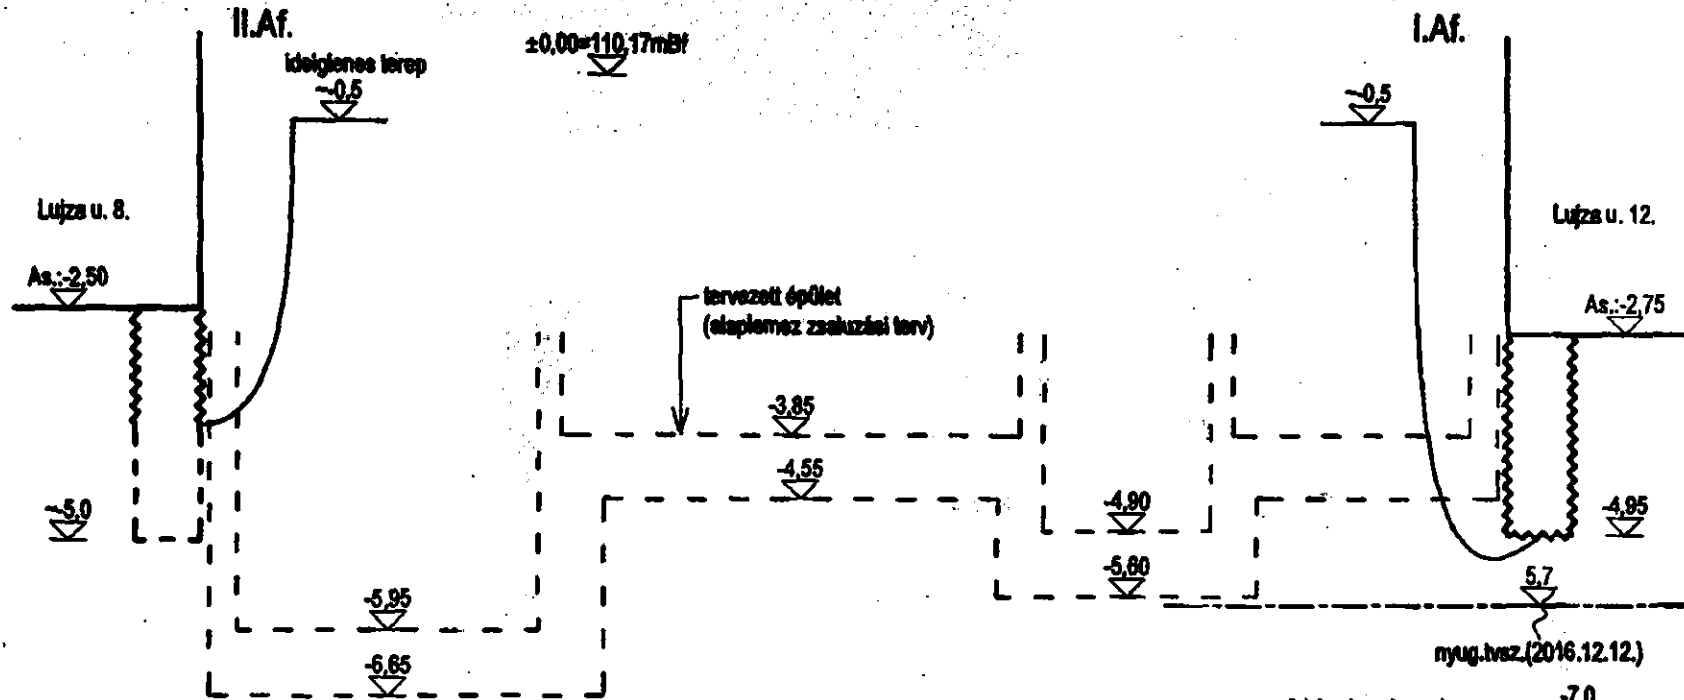 II.Af.
±0,00=110,17mBf
I.Af.
ideiglenes terep
~-0,5
~-0,5
Lujza u. 8.
Lujza u. 12.
As.:-2,50
tervezett épület
(alaplemez zsaluzási terv)
As.:-2,75
-3,85
-4,55
~-5,0
-4,90
-4,95
-5,60
5,7
-5,95
nyug.tvsz.(2016.12.12.)
-6,65
-7,0